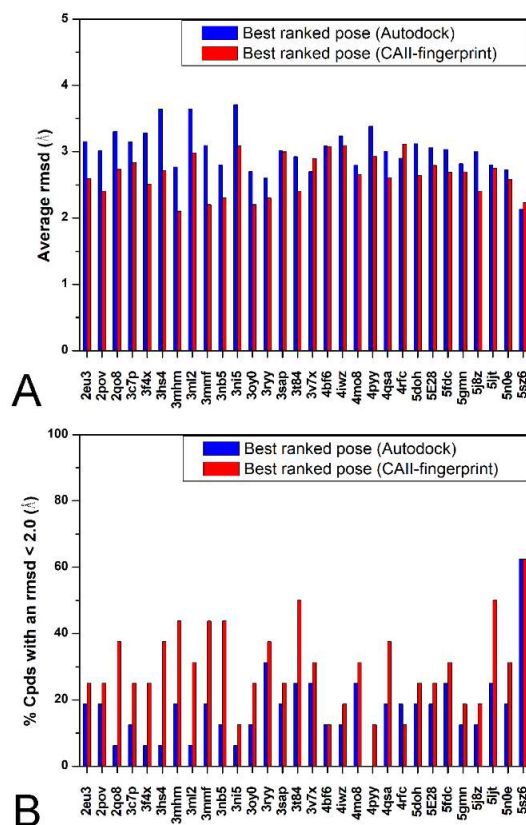 5
4
3
2
1
0
Average rmsd (Å)
Best ranked pose (Autodock)
Best ranked pose (CAII-fingerprint)
2eu3
2pov
2qo8
3c7p
3f4x
3hs4
3mhm
3ml2
3mmf
3nb5
3ni5
3oy0
3ryy
3sap
3t84
3v7x
4bf6
4iwz
4mo8
4pyy
4qsa
4rfc
5doh
5E28
5fdc
5gmn
5j8z
5ljt
5n0e
5sz6
A
100
80
60
40
20
0
% Cpds with an rmsd < 2.0 (Å)
Best ranked pose (Autodock)
Best ranked pose (CAII-fingerprint)
2eu3
2pov
2qo8
3c7p
3f4x
3hs4
3mhm
3ml2
3mmf
3nb5
3ni5
3oy0
3ryy
3sap
3t84
3v7x
4bf6
4iwz
4mo8
4pyy
4qsa
4rfc
5doh
5E28
5fdc
5gmn
5j8z
5ljt
5n0e
5sz6
B